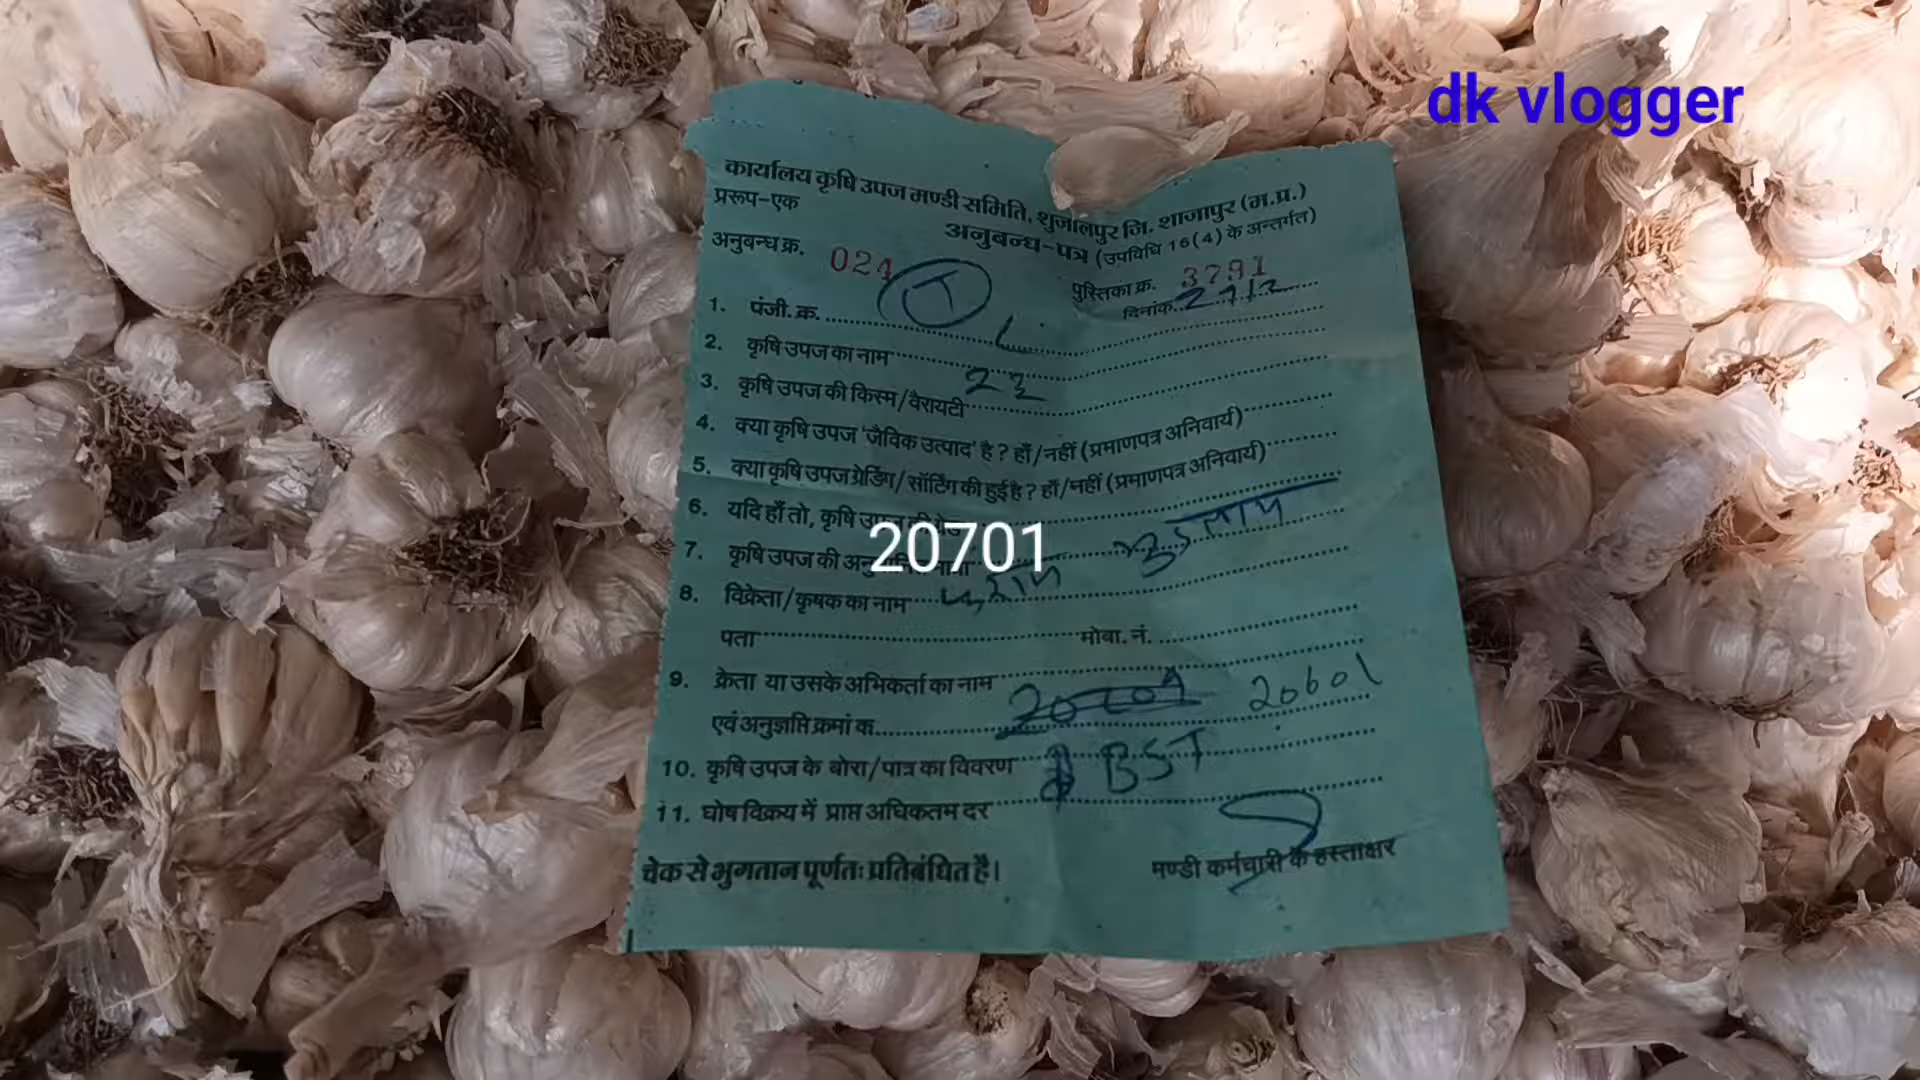 dk vlogger
कार्यालय कृषि उपज मण्डी समिति, शुजालपुर जि. शाजापुर (म.प्र.)
प्ररूप-एक
अनुबन्ध-पत्र (उपविधि 16(4) के अन्तर्गत)
अनुबन्ध क्र. 024
पुस्तिका क्र. 3791
दिनांक
1. पंजी. क्र.
2. कृषि उपज का नाम
3. कृषि उपज की किस्म/वैरायटी
4. क्या कृषि उपज 'जैविक उत्पाद' है ? हाँ/नहीं (प्रमाणपत्र अनिवार्य)
5. क्या कृषि उपज ग्रेडिंग/सॉर्टिंग की हुई है ? हाँ/नहीं (प्रमाणपत्र अनिवार्य)
6. यदि हाँ तो, कृषि
20701
7. कृषि उपज की
8. विक्रेता/कृषक का नाम
पता मोबा. नं.
9. क्रेता या उसके अभिकर्ता का नाम
20601
एवं अनुज्ञप्ति क्रमां क
10. कृषि उपज के बोरा/पात्र का विवरण BST
11. घोष विक्रय में प्राप्त अधिकतम दर
चेक से भुगतान पूर्णतः प्रतिबंधित है।
मण्डी कर्मचारी के हस्ताक्षर